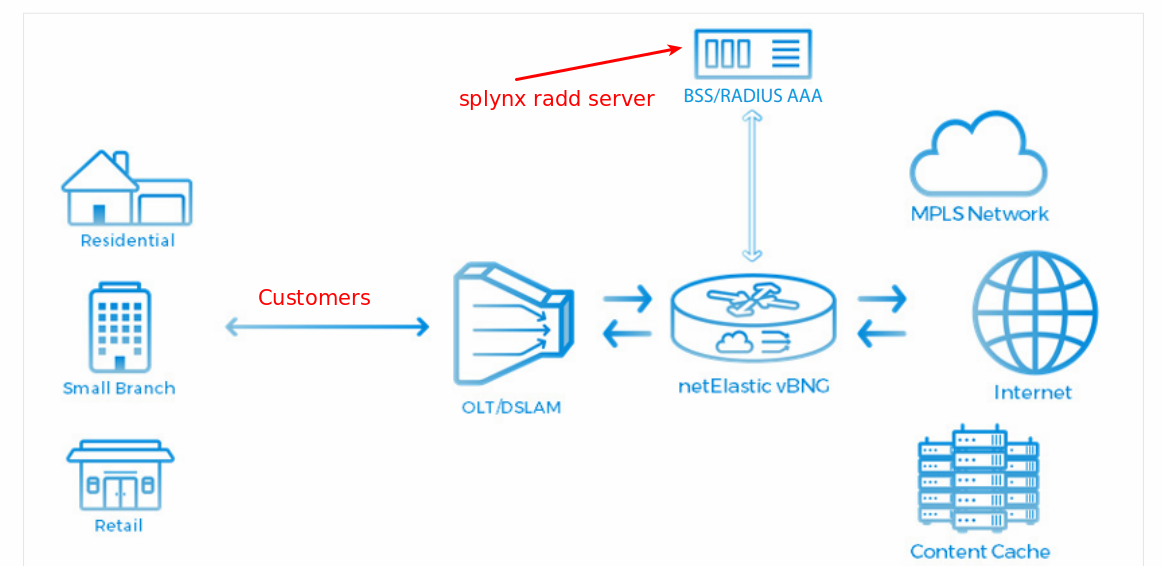 splynx radd server
BSS/RADIUS AAA
MPLS Network
Residential
Customers
Small Branch
OLT/DSLAM
netElastic vBNG
Internet
Retail
Content Cache